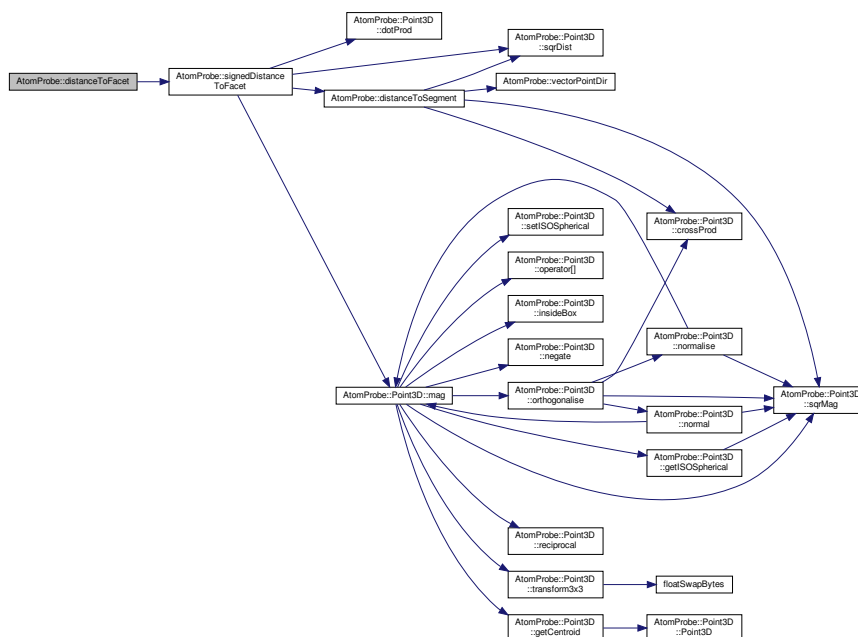 AtomProbe::distanceToFacet
AtomProbe::signedDistance
ToFacet
AtomProbe::Point3D
::dotProd
AtomProbe::Point3D
::sqrDist
AtomProbe::distanceToSegment
AtomProbe::vectorPointDir
AtomProbe::Point3D
::crossProd
AtomProbe::Point3D::mag
AtomProbe::Point3D
::setISOSpherical
AtomProbe::Point3D
::operator[]
AtomProbe::Point3D
::insideBox
AtomProbe::Point3D
::negate
AtomProbe::Point3D
::orthogonalise
AtomProbe::Point3D
::normalise
AtomProbe::Point3D
::normal
AtomProbe::Point3D
::getISOSpherical
AtomProbe::Point3D
::sqrMag
AtomProbe::Point3D
::reciprocal
AtomProbe::Point3D
::transform3x3
floatSwapBytes
AtomProbe::Point3D
::getCentroid
AtomProbe::Point3D
::Point3D